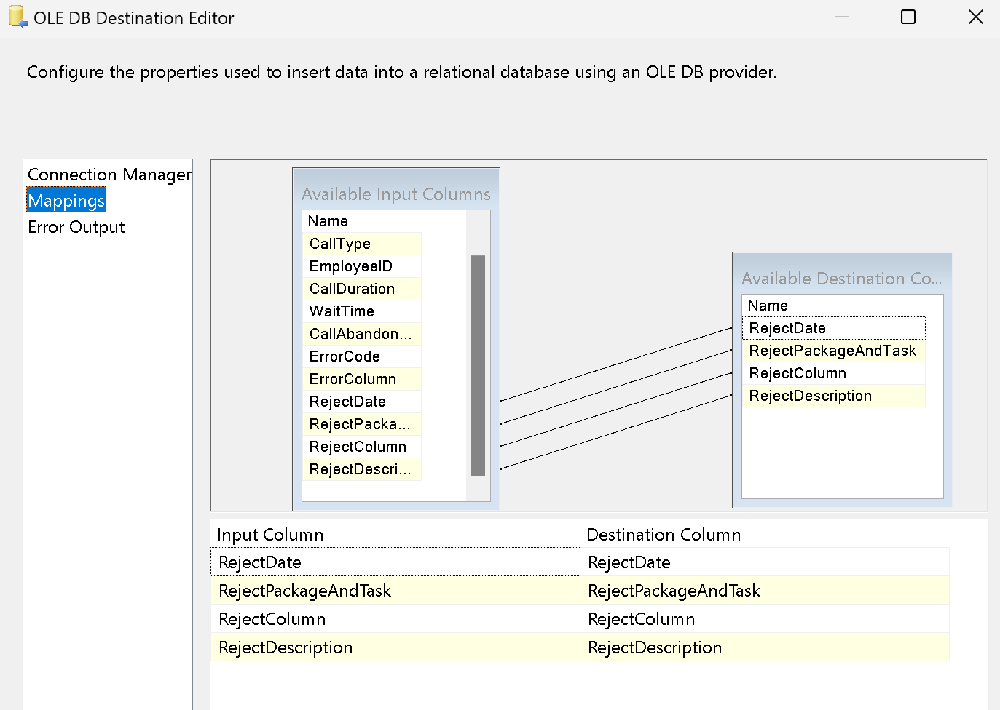 OLE DB Destination Editor
Configure the properties used to insert data into a relational database using an OLE DB provider.
Connection Manager
Mappings
Error Output
Available Input Columns
Name
CallType
EmployeeID
CallDuration
WaitTime
CallAbandon...
ErrorCode
ErrorColumn
RejectDate
RejectPacka...
RejectColumn
RejectDescri...
Available Destination Co...
Name
RejectDate
RejectPackageAndTask
RejectColumn
RejectDescription
Input Column Destination Column
RejectDate RejectDate
RejectPackageAndTask RejectPackageAndTask
RejectColumn RejectColumn
RejectDescription RejectDescription